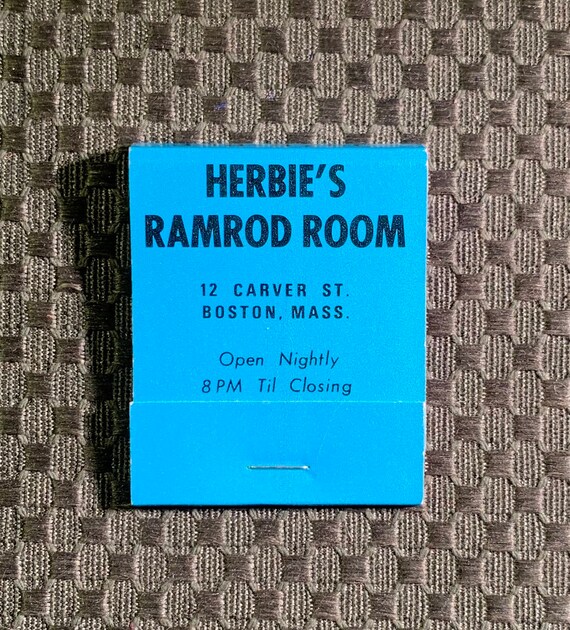 HERBIE'S
RAMROD ROOM
12 CARVER ST.
BOSTON, MASS.
Open Nightly
8 PM Til Closing